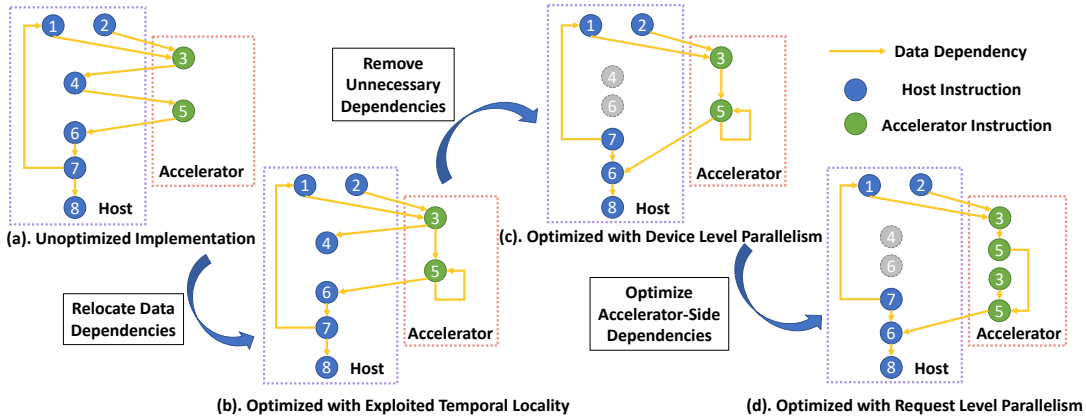 1
2
3
4
5
6
7
8
Accelerator
Host
(a). Unoptimized Implementation
Relocate Data
Dependencies
1
2
3
4
5
6
7
8
Accelerator
Host
(b). Optimized with Exploited Temporal Locality
Remove
Unnecessary
Dependencies
1
2
3
4
6
5
7
6
8
Accelerator
Host
(c). Optimized with Device Level Parallelism
Optimize
Accelerator-Side
Dependencies
Data Dependency
Host Instruction
Accelerator Instruction
1
2
3
4
5
6
3
7
5
6
8
Accelerator
Host
(d). Optimized with Request Level Parallelism